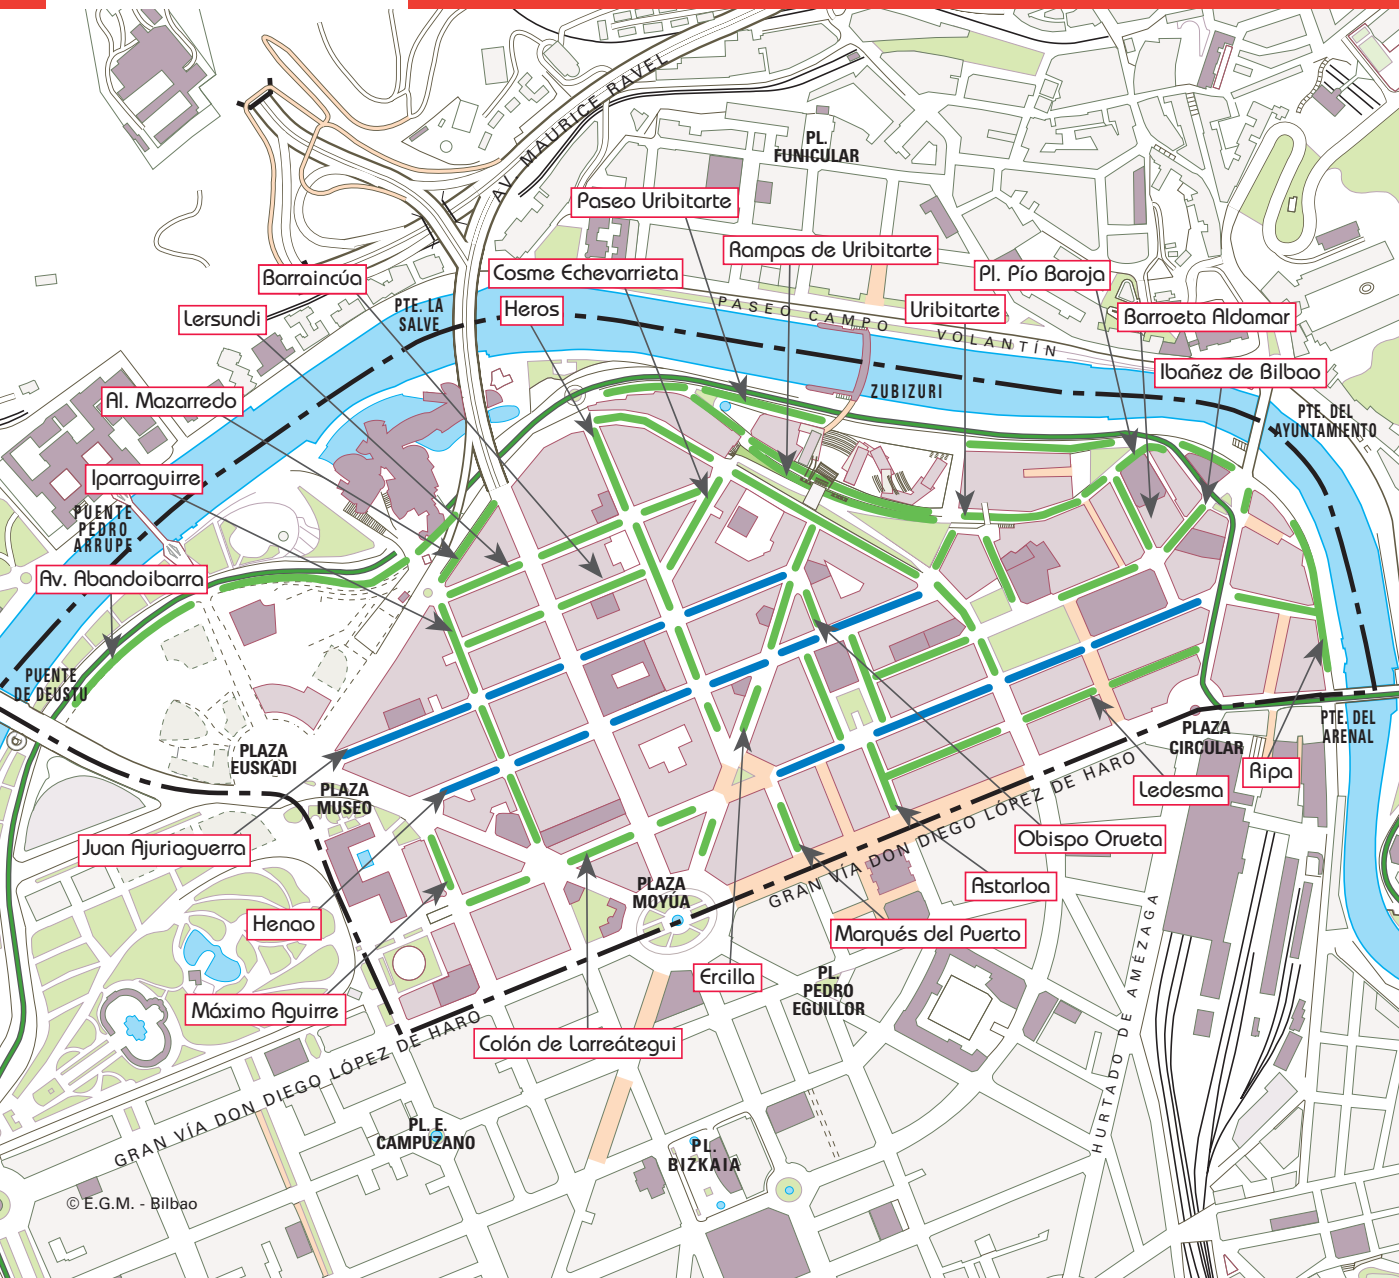 AV. MAURICE RAVEL
PL.
FUNICULAR
Paseo Uribitarte
Rampas de Uribitarte
Barraincúa
Cosme Echevarrieta
Pl. Pío Baroja
PTE. LA
SALVE
Heros
PASEO CAMPO VOLANTÍN
Uribitarte
Lersundi
Barroeta Aldamar
Ibañez de Bilbao
Al. Mazarredo
ZUBIZURI
PTE. DEL
AYUNTAMIENTO
Iparraguirre
PUENTE
PEDRO
ARRUPE
Av. Abandoibarra
PUENTE
DE DEUSTU
PLAZA
EUSKADI
PLAZA
MUSEO
PLAZA
CIRCULAR
PTE. DEL
ARENAL
Ripa
Ledesma
Juan Ajuriaguerra
Obispo Orueta
GRAN VÍA DON DIEGO LÓPEZ DE HARO
Astarloa
PLAZA
MOYÚA
Henao
Marqués del Puerto
Ercilla
PL.
PEDRO
EGUILLOR
Máximo Aguirre
Colón de Larreátegui
HURTADO DE AMÉZAGA
GRAN VÍA DON DIEGO LÓPEZ DE HARO
PL. E.
CAMPUZANO
PL.
BIZKAIA
© E.G.M. - Bilbao